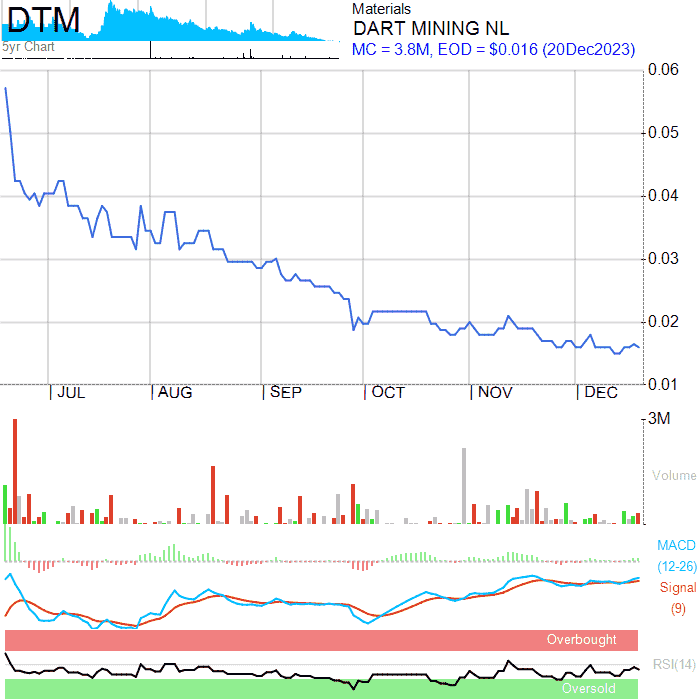 DTM
5yr Chart
Materials
DART MINING NL
MC = 3.8M, EOD = $0.016 (20Dec2023)
0.06
0.05
0.04
0.03
0.02
0.01
JUL AUG SEP OCT NOV DEC
3M
Volume
MACD
(12-26)
Signal
(9)
Overbought
RSI(14)
Oversold